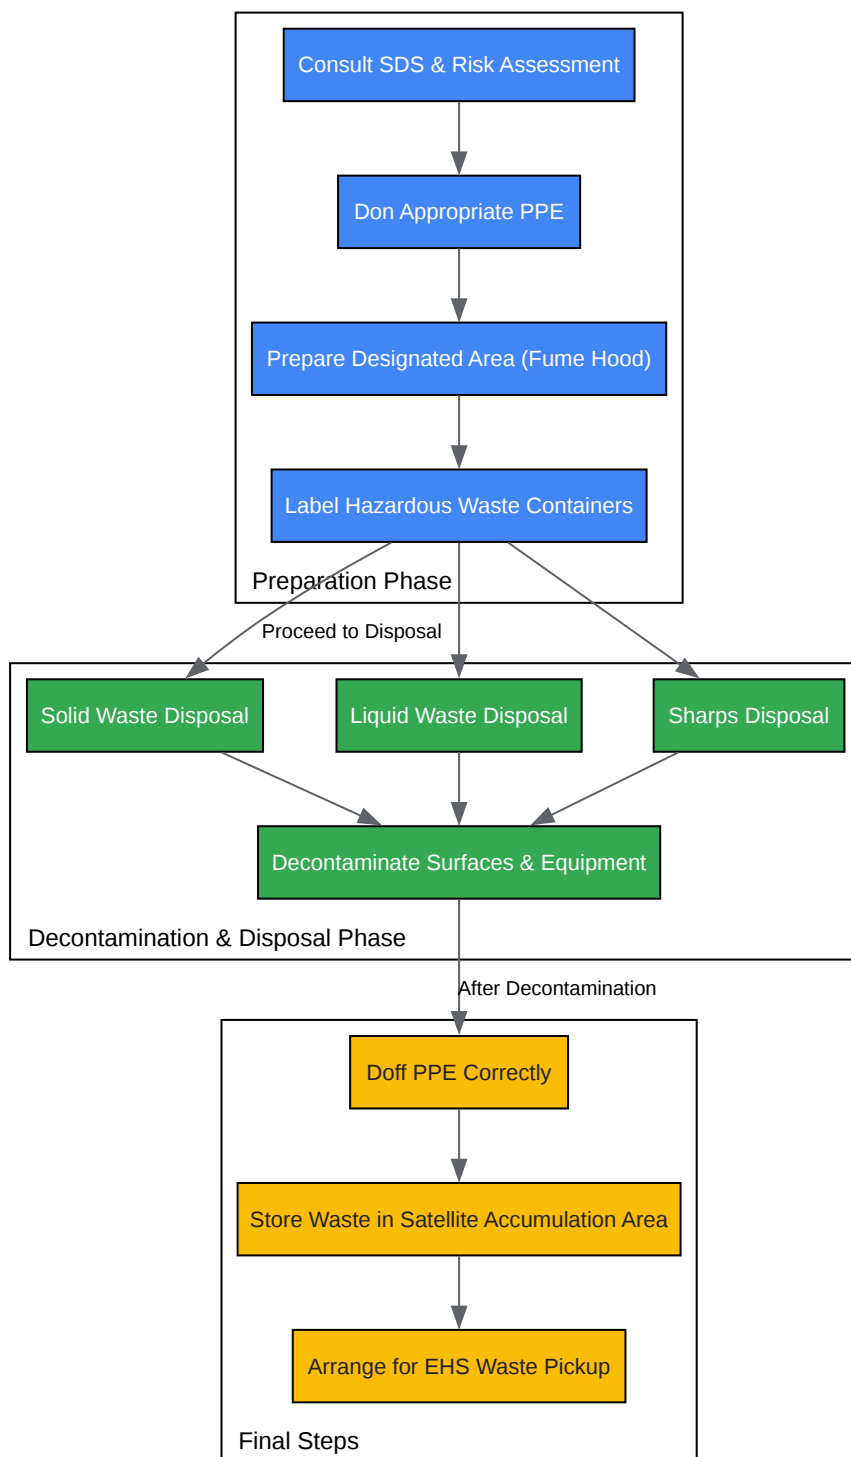 Consult SDS & Risk Assessment
Don Appropriate PPE
Prepare Designated Area (Fume Hood)
Label Hazardous Waste Containers
Preparation Phase
Proceed to Disposal
Solid Waste Disposal
Liquid Waste Disposal
Sharps Disposal
Decontaminate Surfaces & Equipment
Decontamination & Disposal Phase
After Decontamination
Doff PPE Correctly
Store Waste in Satellite Accumulation Area
Arrange for EHS Waste Pickup
Final Steps